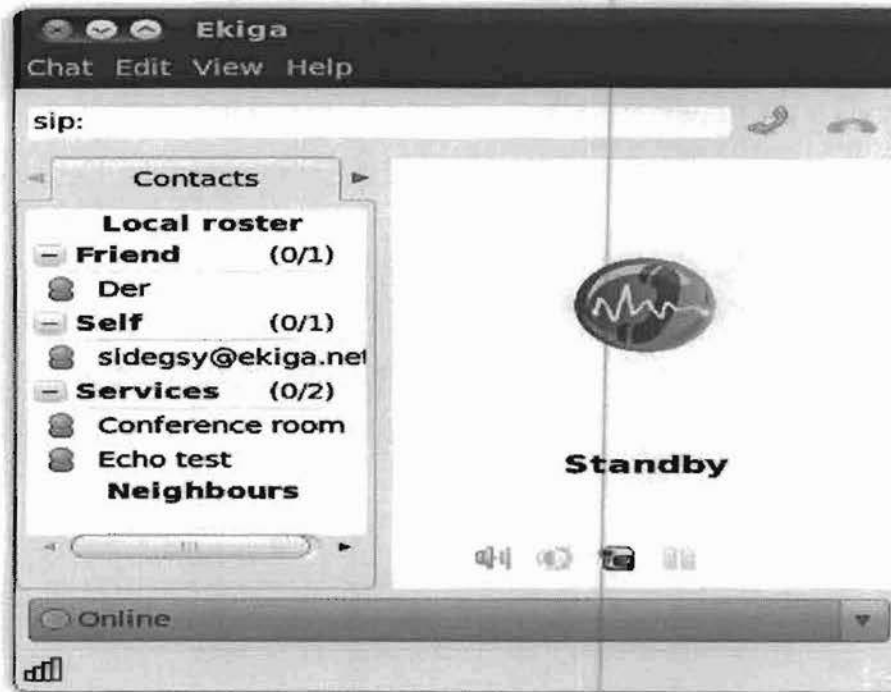 Ekiga
Chat Edit View Help
sip:
Contacts
Local roster
Friend (0/1)
Der
Self (0/1)
sidegsy@ekiga.net
Services (0/2)
Conference room
Echo test
Neighbours
Standby
Online